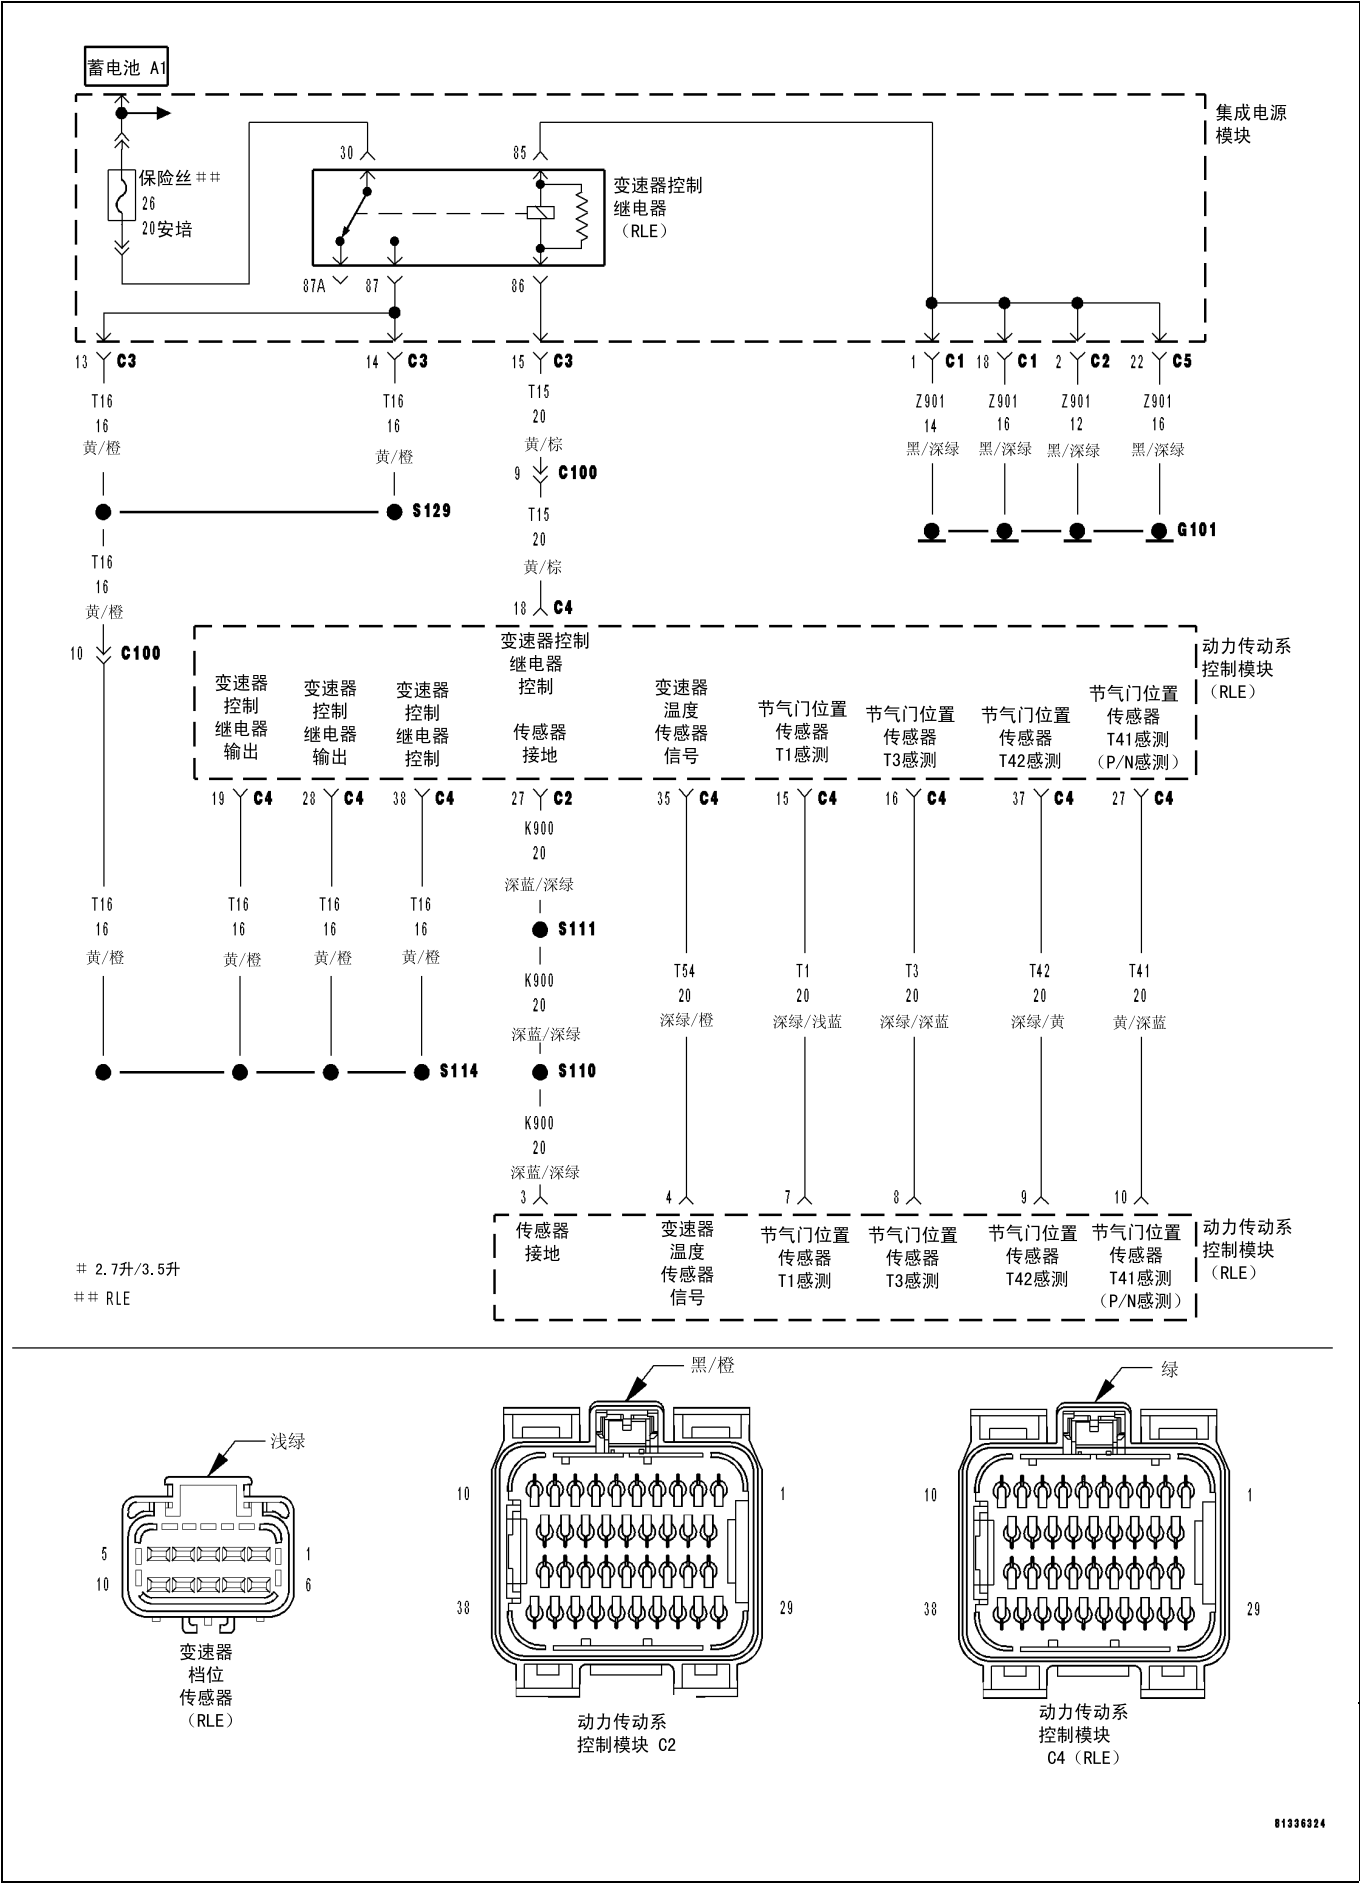 蓄电池 A1
集成电源
模块
保险丝##
26
20安培
30
85
变速器控制
继电器
（RLE）
87A
87
86
13 C3
14 C3
15 C3
1 C1
18 C1
2 C2
22 C5
T16
16
黄/橙
T16
16
黄/橙
T15
20
黄/棕
Z901
14
黑/深绿
Z901
16
黑/深绿
Z901
12
黑/深绿
Z901
16
黑/深绿
9 C100
S129
G101
T15
20
黄/棕
T16
16
黄/橙
18 C4
10 C100
动力传动系
控制模块
（RLE）
变速器
控制
继电器
输出
变速器
控制
继电器
输出
变速器
控制
继电器
控制
变速器控制
继电器
控制
传感器
接地
变速器
温度
传感器
信号
节气门位置
传感器
T1感测
节气门位置
传感器
T3感测
节气门位置
传感器
T42感测
节气门位置
传感器
T41感测
（P/N感测）
19 C4
28 C4
38 C4
27 C2
35 C4
15 C4
16 C4
37 C4
27 C4
K900
20
深蓝/深绿
S111
T16
16
黄/橙
T16
16
黄/橙
T16
16
黄/橙
T16
16
黄/橙
K900
20
深蓝/深绿
T54
20
深绿/橙
T1
20
深绿/浅蓝
T3
20
深绿/深蓝
T42
20
深绿/黄
T41
20
黄/深蓝
S114
S110
K900
20
深蓝/深绿
3
4
7
8
9
10
传感器
接地
变速器
温度
传感器
信号
节气门位置
传感器
T1感测
节气门位置
传感器
T3感测
节气门位置
传感器
T42感测
节气门位置
传感器
T41感测
（P/N感测）
动力传动系
控制模块
（RLE）
# 2.7升/3.5升
## RLE
浅绿
5
1
10
6
变速器
档位
传感器
（RLE）
黑/橙
10
1
38
29
动力传动系
控制模块 C2
绿
10
1
38
29
动力传动系
控制模块
C4（RLE）
81336324